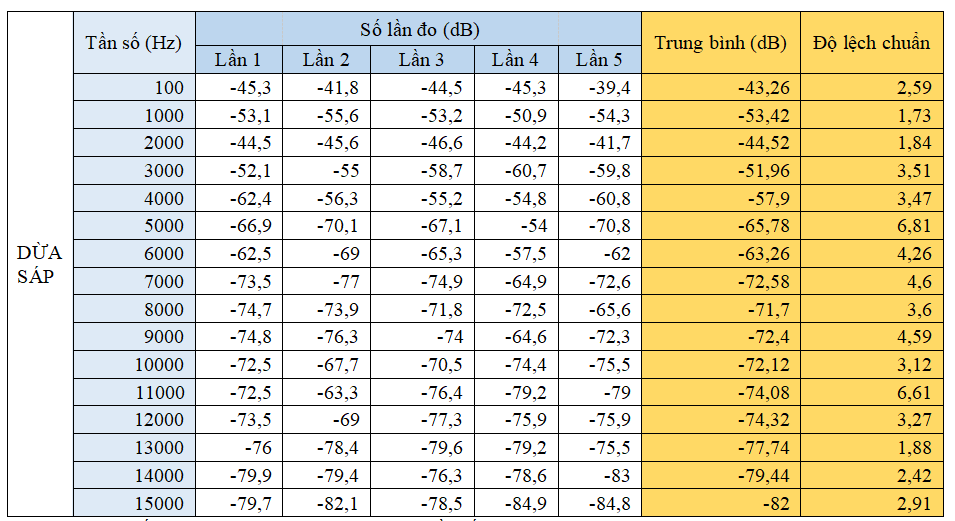 Tần số (Hz) Số lần đo (dB) Trung bình (dB) Độ lệch chuẩn
Lần 1 Lần 2 Lần 3 Lần 4 Lần 5
DỪA SÁP
100 -45,3 -41,8 -44,5 -45,3 -39,4 -43,26 2,59
1000 -53,1 -55,6 -53,2 -50,9 -54,3 -53,42 1,73
2000 -44,5 -45,6 -46,6 -44,2 -41,7 -44,52 1,84
3000 -52,1 -55 -58,7 -60,7 -59,8 -51,96 3,51
4000 -62,4 -56,3 -55,2 -54,8 -60,8 -57,9 3,47
5000 -66,9 -70,1 -67,1 -54 -70,8 -65,78 6,81
6000 -62,5 -69 -65,3 -57,5 -62 -63,26 4,26
7000 -73,5 -77 -74,9 -64,9 -72,6 -72,58 4,6
8000 -74,7 -73,9 -71,8 -72,5 -65,6 -71,7 3,6
9000 -74,8 -76,3 -74 -64,6 -72,3 -72,4 4,59
10000 -72,5 -67,7 -70,5 -74,4 -75,5 -72,12 3,12
11000 -72,5 -63,3 -76,4 -79,2 -79 -74,08 6,61
12000 -73,5 -69 -77,3 -75,9 -75,9 -74,32 3,27
13000 -76 -78,4 -79,6 -79,2 -75,5 -77,74 1,88
14000 -79,9 -79,4 -76,3 -78,6 -83 -79,44 2,42
15000 -79,7 -82,1 -78,5 -84,9 -84,8 -82 2,91